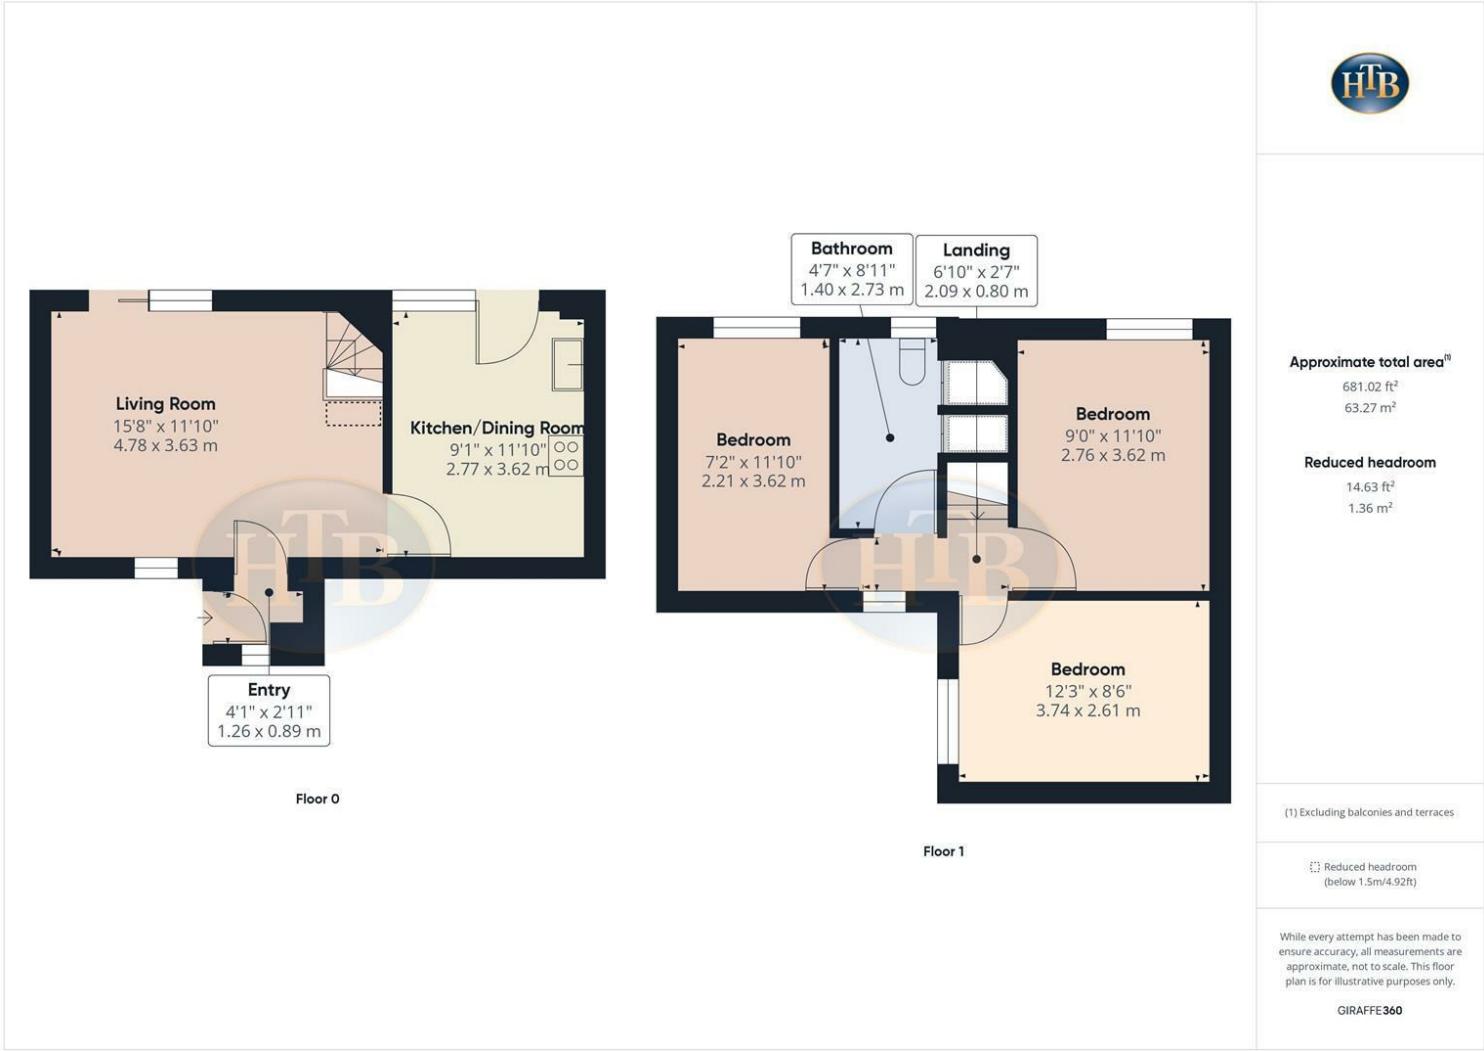 HTB
Bathroom
4'7" x 8'11"
1.40 x 2.73 m
Landing
6'10" x 2'7"
2.09 x 0.80 m
Living Room
15'8" x 11'10"
4.78 x 3.63 m
Kitchen/Dining Room
9'1" x 11'10"
2.77 x 3.62 m
Bedroom
7'2" x 11'10"
2.21 x 3.62 m
Bedroom
9'0" x 11'10"
2.76 x 3.62 m
HTB
HTB
Bedroom
12'3" x 8'6"
3.74 x 2.61 m
Entry
4'1" x 2'11"
1.26 x 0.89 m
Floor 0
Floor 1
Approximate total area(1)
681.02 ft²
63.27 m²
Reduced headroom
14.63 ft²
1.36 m²
(1) Excluding balconies and terraces
Reduced headroom
(below 1.5m/4.92ft)
While every attempt has been made to
ensure accuracy, all measurements are
approximate, not to scale. This floor
plan is for illustrative purposes only.
GIRAFFE360